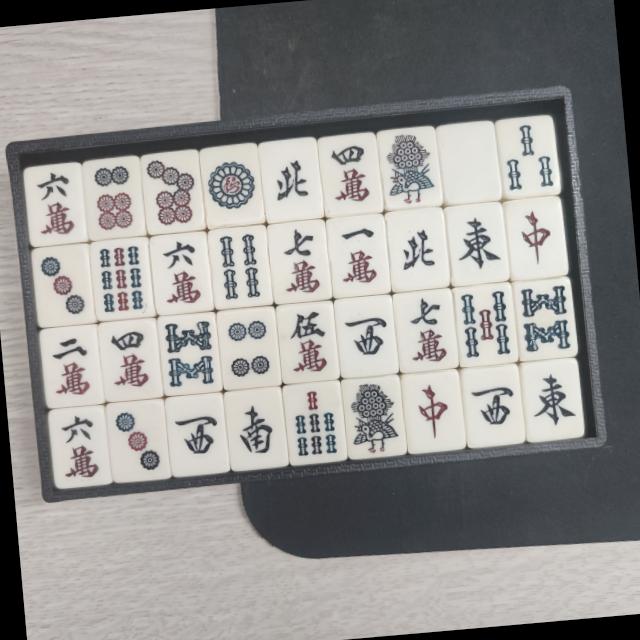 六萬 北 四萬
六萬 七萬 一萬 北 東 中
二萬 四萬 伍萬 西 七萬
六萬 西 南 中 西 東